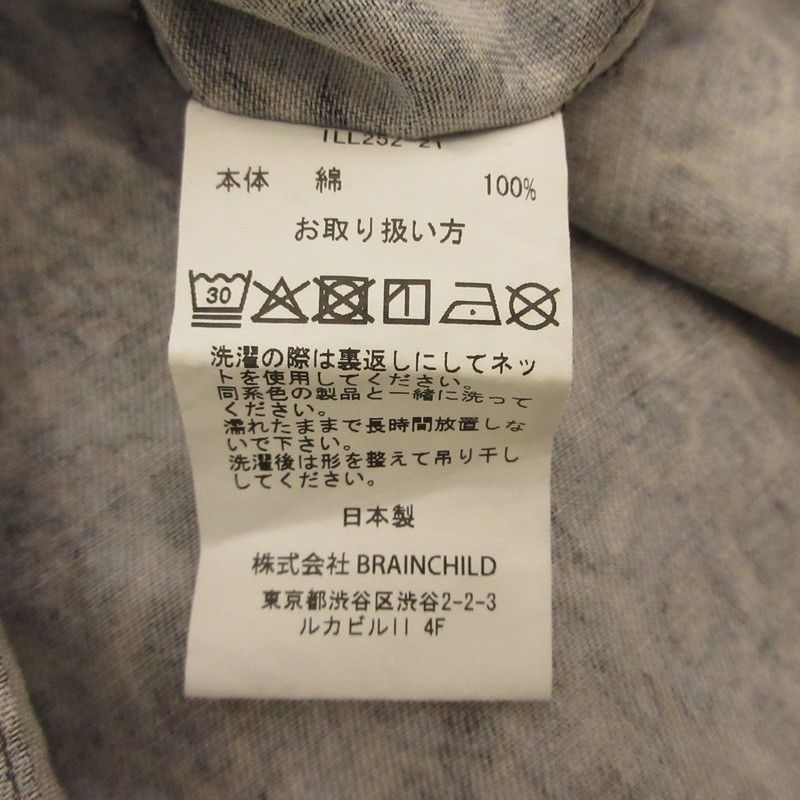 TLL252-21
本体 綿 100%
お取り扱い方
30
洗濯の際は裏返しにしてネッ
トを使用してください。
同系色の製品と一緒に洗って
ください。
濡れたままで長時間放置しな
いで下さい。
洗濯後は形を整えて吊り干し
してください。
日本製
株式会社 BRAINCHILD
東京都渋谷区渋谷2-2-3
ルカビルII 4F